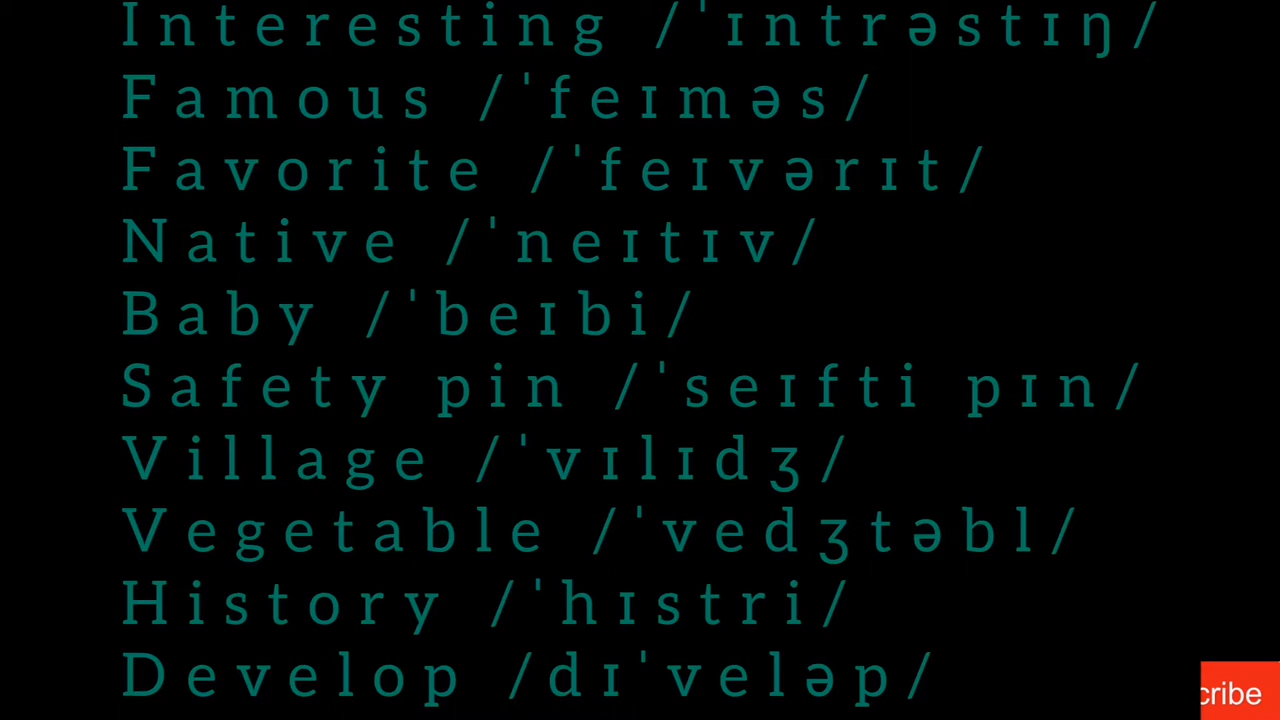 Interesting /ˈɪntrəstɪŋ/
Famous /ˈfeɪməs/
Favorite /ˈfeɪvərɪt/
Native /ˈneɪtɪv/
Baby /ˈbeɪbi/
Safety pin /ˈseɪfti pɪn/
Village /ˈvɪlɪdʒ/
Vegetable /ˈvedʒtəbl/
History /ˈhɪstri/
Develop /dɪˈveləp/
cribe